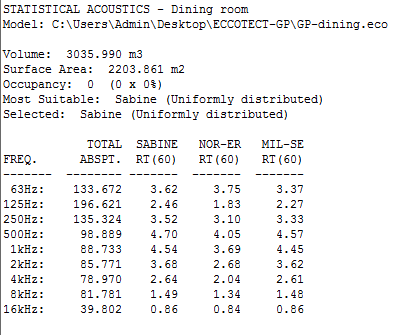 STATISTICAL ACOUSTICS - Dining room
Model: C:\Users\Admin\Desktop\ECCOTECT-GP\GP-dining.eco
Volume:  3035.990 m3
Surface Area:  2203.861 m2
Occupancy:  0  (0 x 0%)
Most Suitable:  Sabine (Uniformly distributed)
Selected:  Sabine (Uniformly distributed)
TOTAL  SABINE  NOR-ER  MIL-SE
FREQ.  ABSPT.  RT(60)  RT(60)  RT(60)
-------  --------  -------  -------  -------
63Hz:  133.672  3.62  3.75  3.37
125Hz:  196.621  2.46  1.83  2.27
250Hz:  135.324  3.52  3.10  3.33
500Hz:  98.889  4.70  4.05  4.57
1kHz:  88.733  4.54  3.69  4.45
2kHz:  85.771  3.68  2.68  3.62
4kHz:  78.970  2.64  2.04  2.61
8kHz:  81.781  1.49  1.34  1.48
16kHz:  39.802  0.86  0.84  0.86